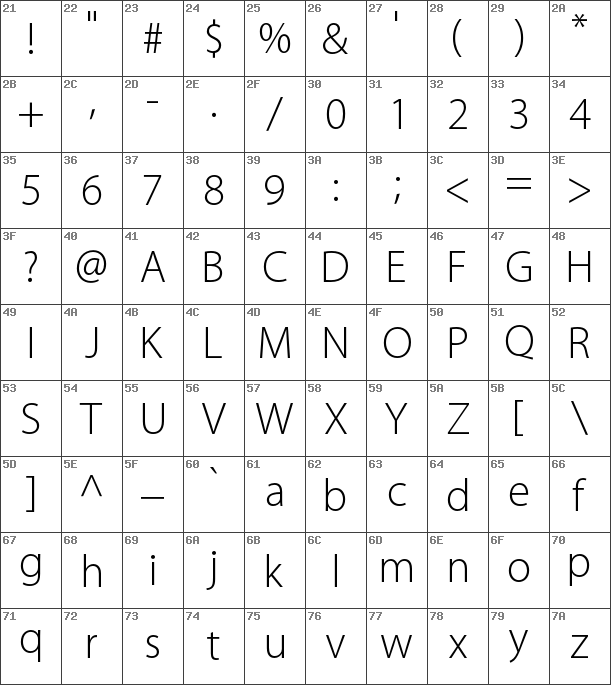 21 22 23 24 25 26 27 28 29 2A
! " # $ % & ' ( ) *
2B 2C 2D 2E 2F 30 31 32 33 34
+ , - . / 0 1 2 3 4
35 36 37 38 39 3A 3B 3C 3D 3E
5 6 7 8 9 : ; < = >
3F 40 41 42 43 44 45 46 47 48
? @ A B C D E F G H
49 4A 4B 4C 4D 4E 4F 50 51 52
I J K L M N O P Q R
53 54 55 56 57 58 59 5A 5B 5C
S T U V W X Y Z [ \
5D 5E 5F 60 61 62 63 64 65 66
] ^ _ ` a b c d e f
67 68 69 6A 6B 6C 6D 6E 6F 70
g h i j k l m n o p
71 72 73 74 75 76 77 78 79 7A
q r s t u v w x y z